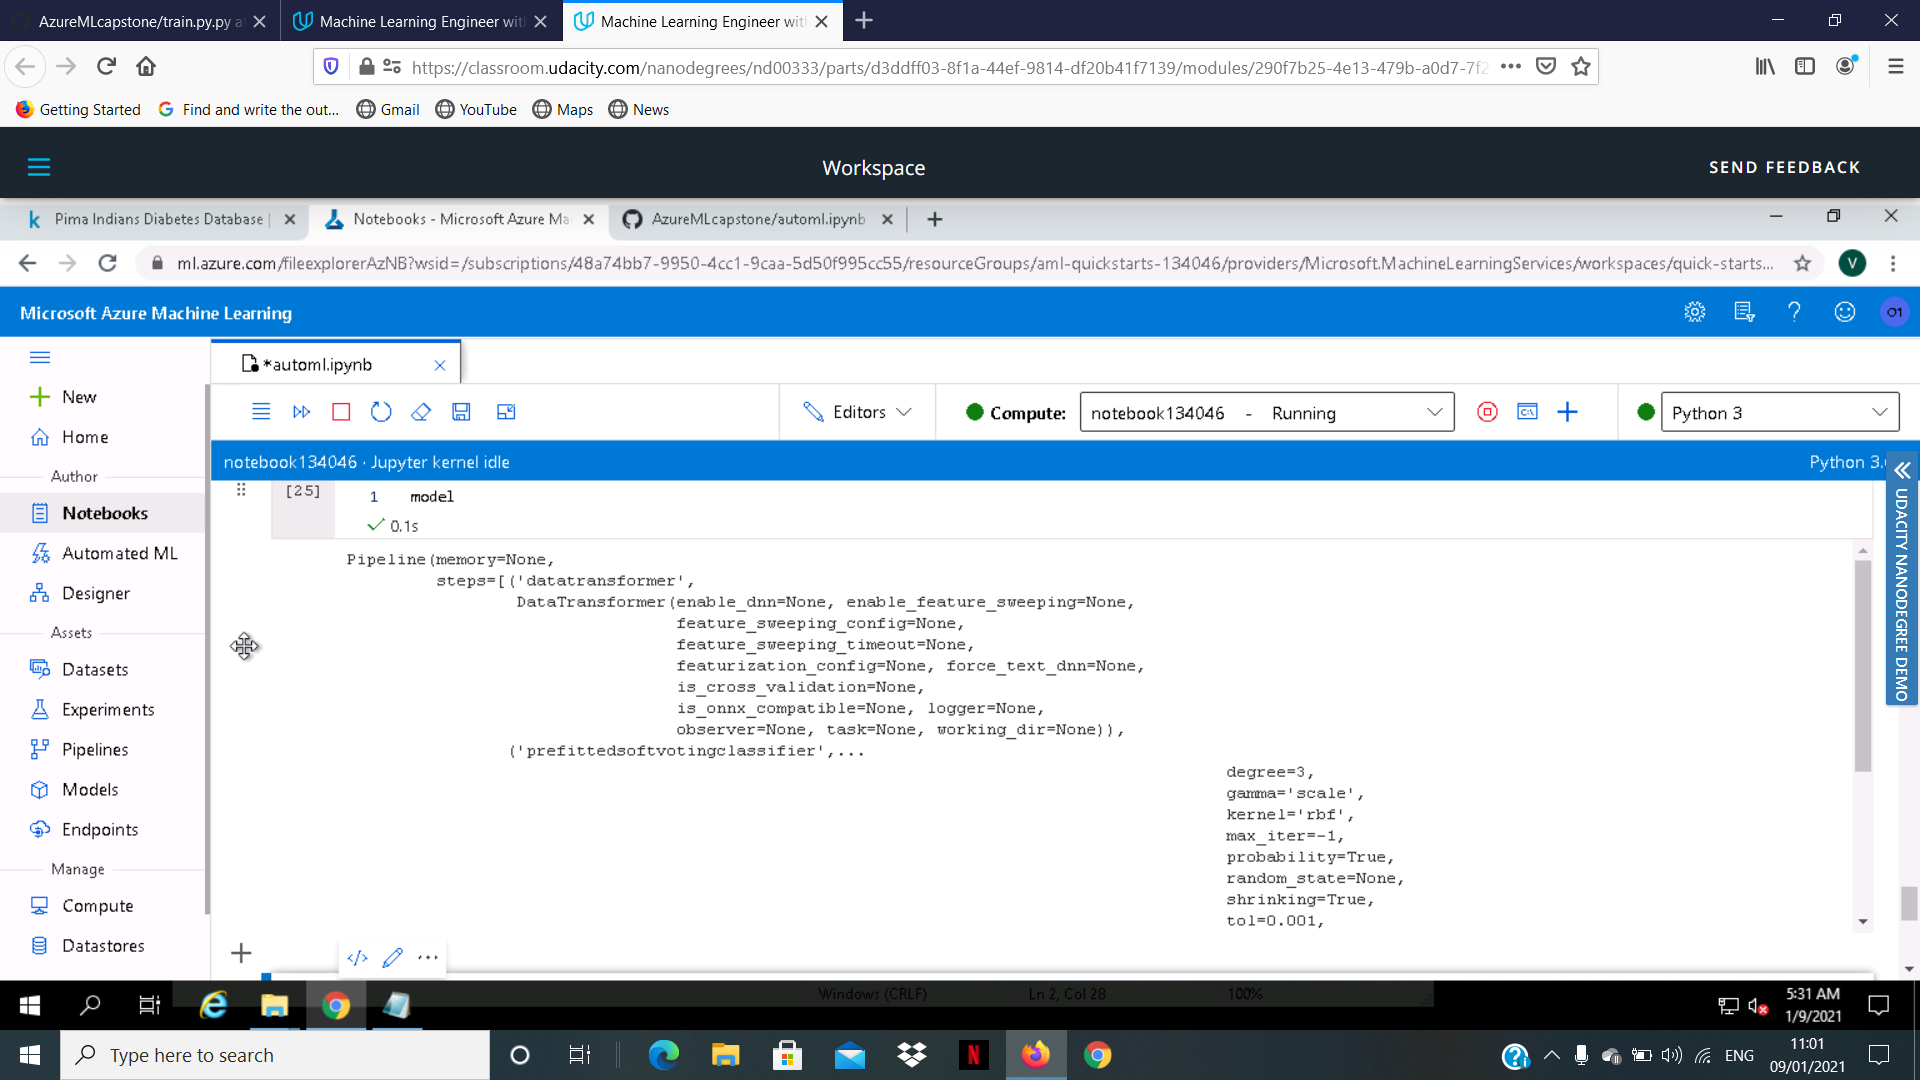 AzureMLcapstone/train.py.py a
Machine Learning Engineer wit
Machine Learning Engineer wit
https://classroom.udacity.com/nanodegrees/nd00333/parts/d3ddff03-8f1a-44ef-9814-df20b41f7139/modules/290f7b25-4e13-479b-a0d7-7f2
Getting Started
Find and write the out...
Gmail
YouTube
Maps
News
Workspace
SEND FEEDBACK
Pima Indians Diabetes Database |
Notebooks - Microsoft Azure Ma
AzureMLcapstone/automl.ipynb
ml.azure.com/fileexplorerAzNB?wsid=/subscriptions/48a74bb7-9950-4cc1-9caa-5d50f995cc55/resourceGroups/aml-quickstarts-134046/providers/Microsoft.MachineLearningServices/workspaces/quick-starts...
V
Microsoft Azure Machine Learning
O1
*automl.ipynb
New
Home
Author
Notebooks
Automated ML
Designer
Assets
Datasets
Experiments
Pipelines
Models
Endpoints
Manage
Compute
Datastores
Editors
Compute:
notebook134046 - Running
Python 3
notebook134046 · Jupyter kernel idle
Python 3.
UDACITY NANODEGREE DEMO
[25]
1 model
0.1s
Pipeline(memory=None,
steps=[('datatransformer',
DataTransformer(enable_dnn=None, enable_feature_sweeping=None,
feature_sweeping_config=None,
feature_sweeping_timeout=None,
featurization_config=None, force_text_dnn=None,
is_cross_validation=None,
is_onnx_compatible=None, logger=None,
observer=None, task=None, working_dir=None)),
('prefittedsoftvotingclassifier',...
degree=3,
gamma='scale',
kernel='rbf',
max_iter=-1,
probability=True,
random_state=None,
shrinking=True,
tol=0.001,
Windows (CRLF)
Ln 2, Col 28
100%
5:31 AM
1/9/2021
Type here to search
ENG
11:01
09/01/2021